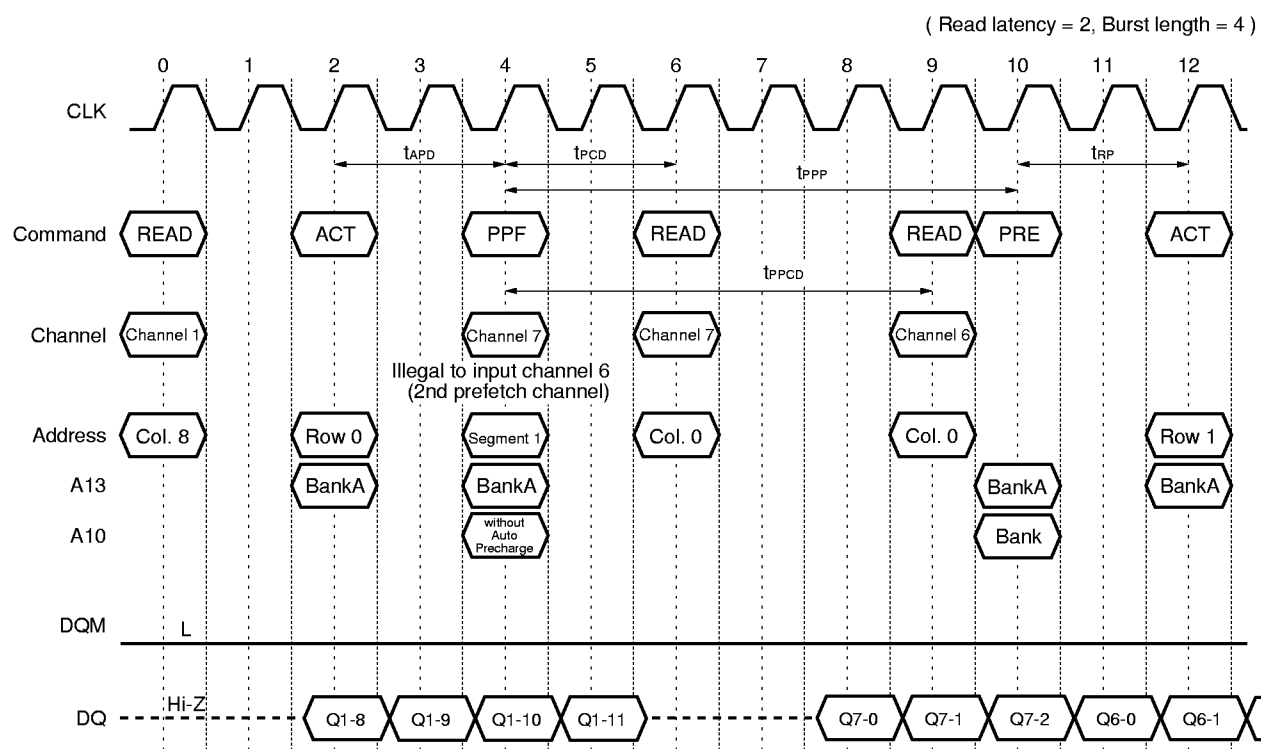 ( Read latency = 2, Burst length = 4 )
0 1 2 3 4 5 6 7 8 9 10 11 12
CLK
tAPD tPCD tRP
tPPP
Command READ ACT PPF READ READ PRE ACT
tPPCD
Channel Channel 1 Channel 7 Channel 7 Channel 6
Illegal to input channel 6
(2nd prefetch channel)
Address Col. 8 Row 0 Segment 1 Col. 0 Col. 0 Row 1
A13 BankA BankA BankA BankA
A10 without Auto Precharge Bank
DQM L
Hi-Z
DQ Q1-8 Q1-9 Q1-10 Q1-11 Q7-0 Q7-1 Q7-2 Q6-0 Q6-1